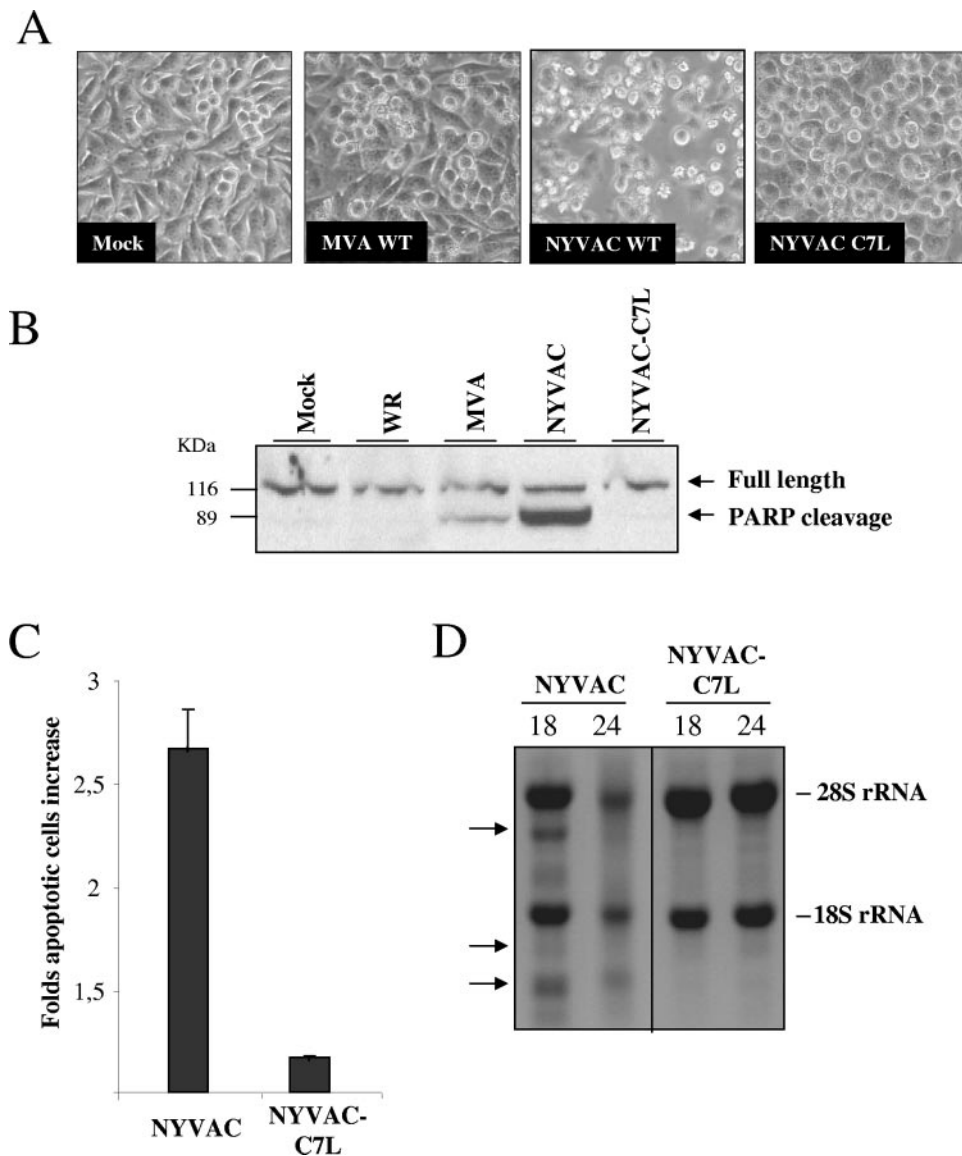 A
Mock
MVA WT
NYVAC WT
NYVAC C7L
B
Mock
WR
MVA
NYVAC
NYVAC-C7L
KDa
116
89
Full length
PARP cleavage
C
Folds apoptotic cells increase
3
2,5
2
1,5
NYVAC
NYVAC-
C7L
D
NYVAC
NYVAC-
C7L
18 24 18 24
28S rRNA
18S rRNA